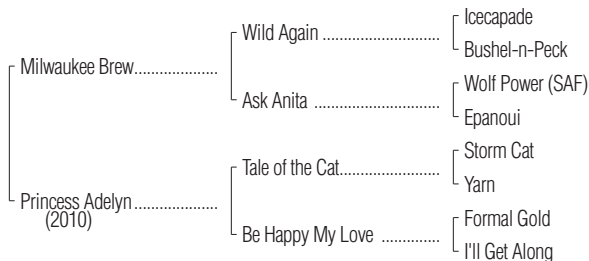 Icecapade
Wild Again ..............................
Bushel-n-Peck
Milwaukee Brew.....................
Wolf Power (SAF)
Ask Anita ................................
Epanoui
Storm Cat
Tale of the Cat.........................
Yarn
Princess Adelyn.....................
(2010)
Formal Gold
Be Happy My Love ...............
I'll Get Along